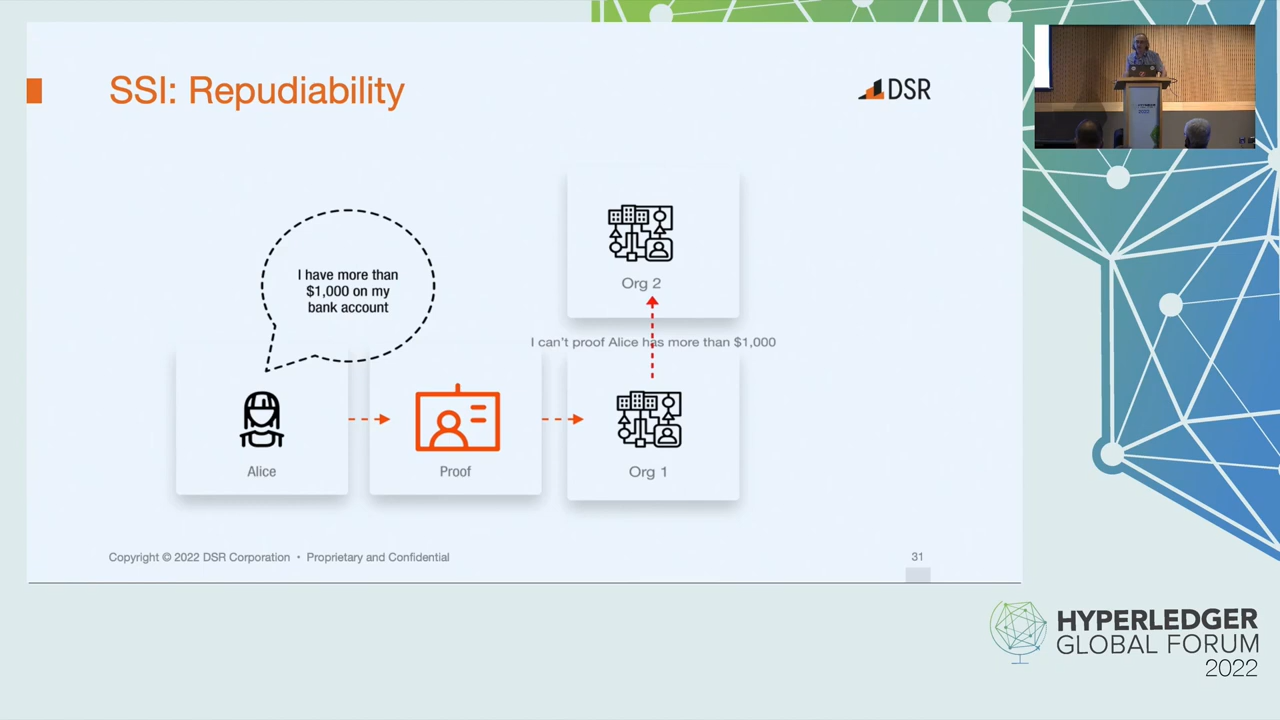 SSI: Repudiability
DSR
I have more than
$1,000 on my
bank account
Org 2
I can't proof Alice has more than $1,000
Alice
Proof
Org 1
Copyright © 2022 DSR Corporation • Proprietary and Confidential
31
HYPERLEDGER
GLOBAL FORUM
2022